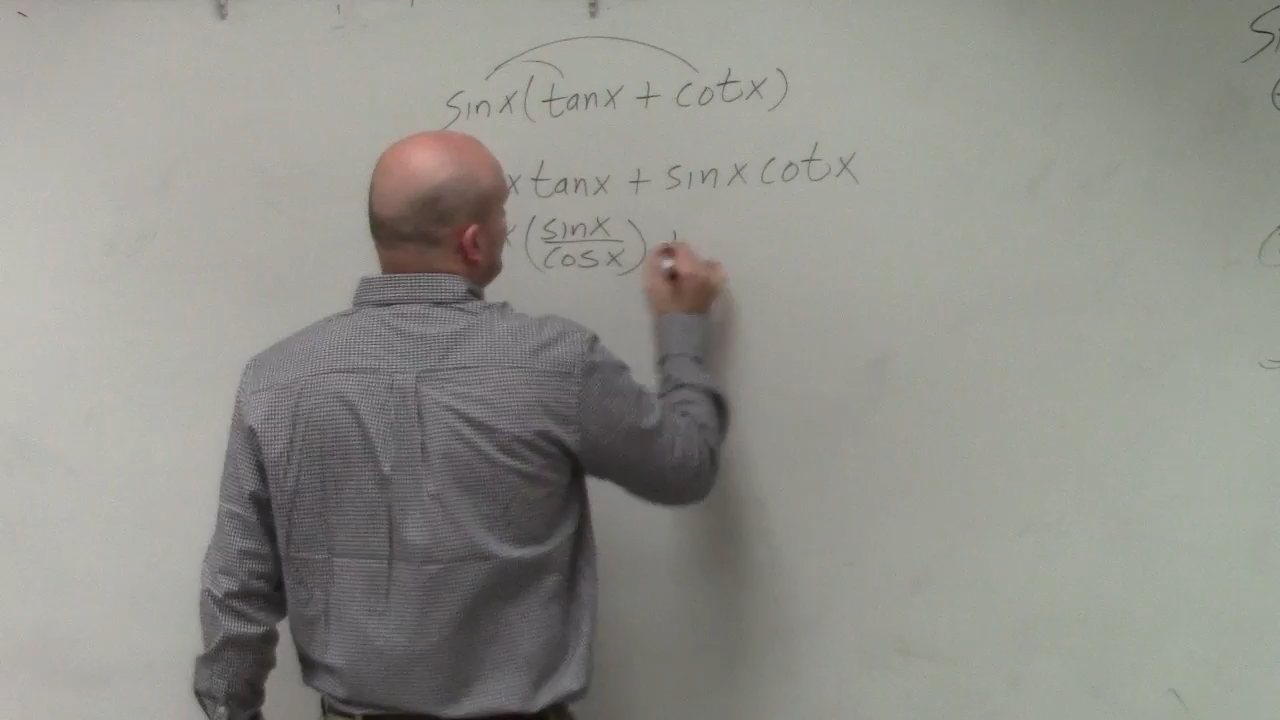 sinx(tanx + cotx)
x tanx + sinx cotx
x (sinx/cosx) +